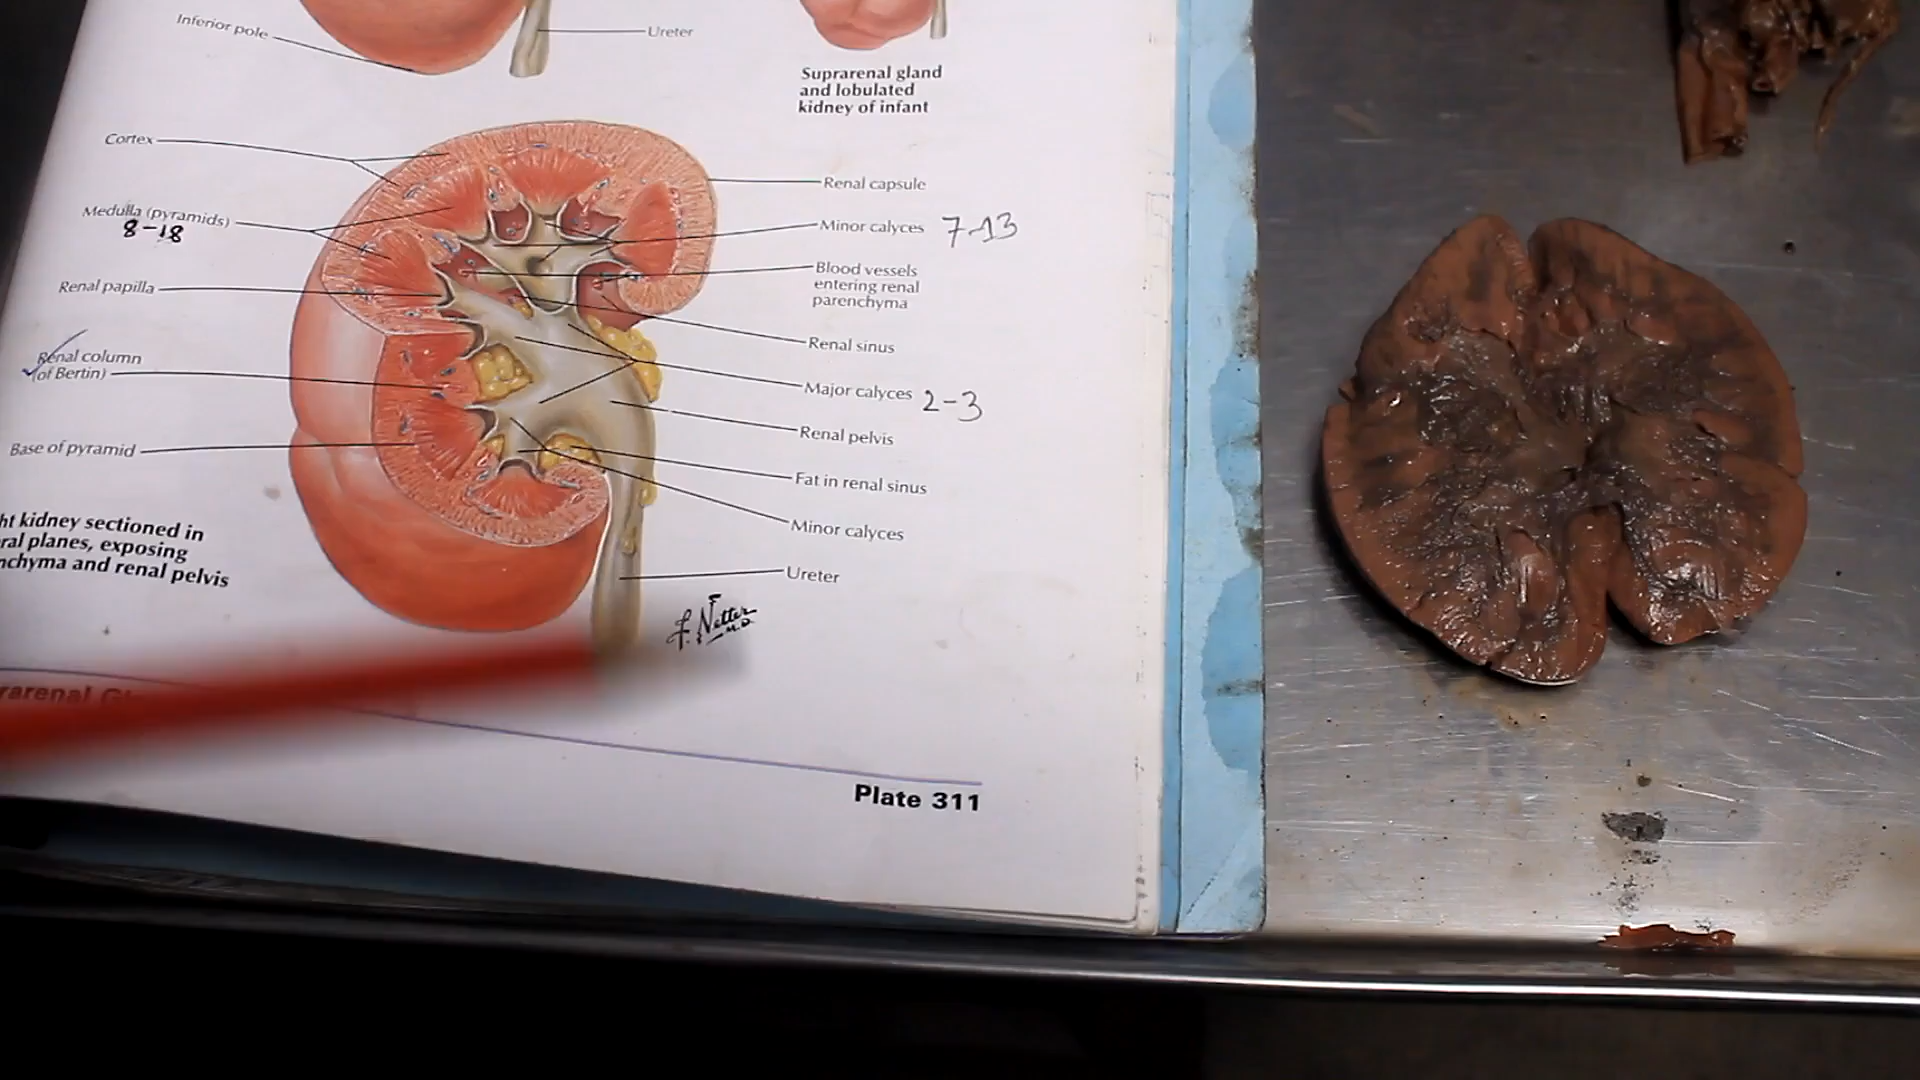 Inferior pole
Ureter
Suprarenal gland
and lobulated
kidney of infant
Cortex
Renal capsule
Medulla (pyramids)
8-18
Minor calyces 7-13
Blood vessels
entering renal
parenchyma
Renal papilla
Renal sinus
Renal column
(of Bertin)
Major calyces 2-3
Renal pelvis
Base of pyramid
Fat in renal sinus
Minor calyces
ht kidney sectioned in
ral planes, exposing
nchyma and renal pelvis
Ureter
F. Netter
M.D.
rarenal Gl
Plate 311